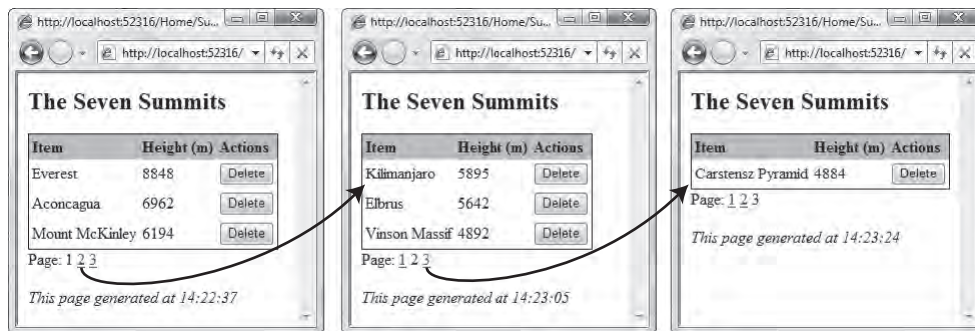 http://localhost:52316/Home/Su...
http://localhost:52316/
The Seven Summits
Item Height (m) Actions
Everest 8848 Delete
Aconcagua 6962 Delete
Mount McKinley 6194 Delete
Page: 1 2 3
This page generated at 14:22:37
http://localhost:52316/Home/Su...
http://localhost:52316/
The Seven Summits
Item Height (m) Actions
Kilimanjaro 5895 Delete
Elbrus 5642 Delete
Vinson Massif 4892 Delete
Page: 1 2 3
This page generated at 14:23:05
http://localhost:52316/Home/Su...
http://localhost:52316/
The Seven Summits
Item Height (m) Actions
Carstensz Pyramid 4884 Delete
Page: 1 2 3
This page generated at 14:23:24